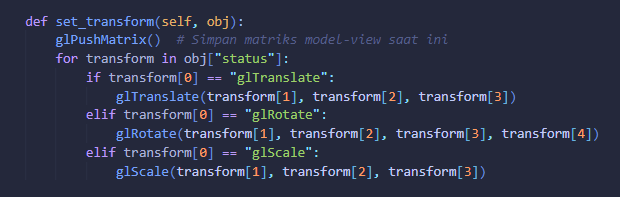 def set_transform(self, obj):
    glPushMatrix()  # Simpan matriks model-view saat ini
    for transform in obj["status"]:
        if transform[0] == "glTranslate":
            glTranslate(transform[1], transform[2], transform[3])
        elif transform[0] == "glRotate":
            glRotate(transform[1], transform[2], transform[3], transform[4])
        elif transform[0] == "glScale":
            glScale(transform[1], transform[2], transform[3])